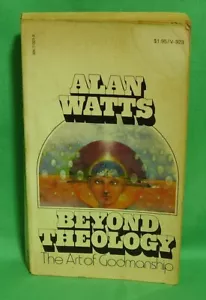 ALAN
WATTS
BEYOND
THEOLOGY
The Art of Godmanship